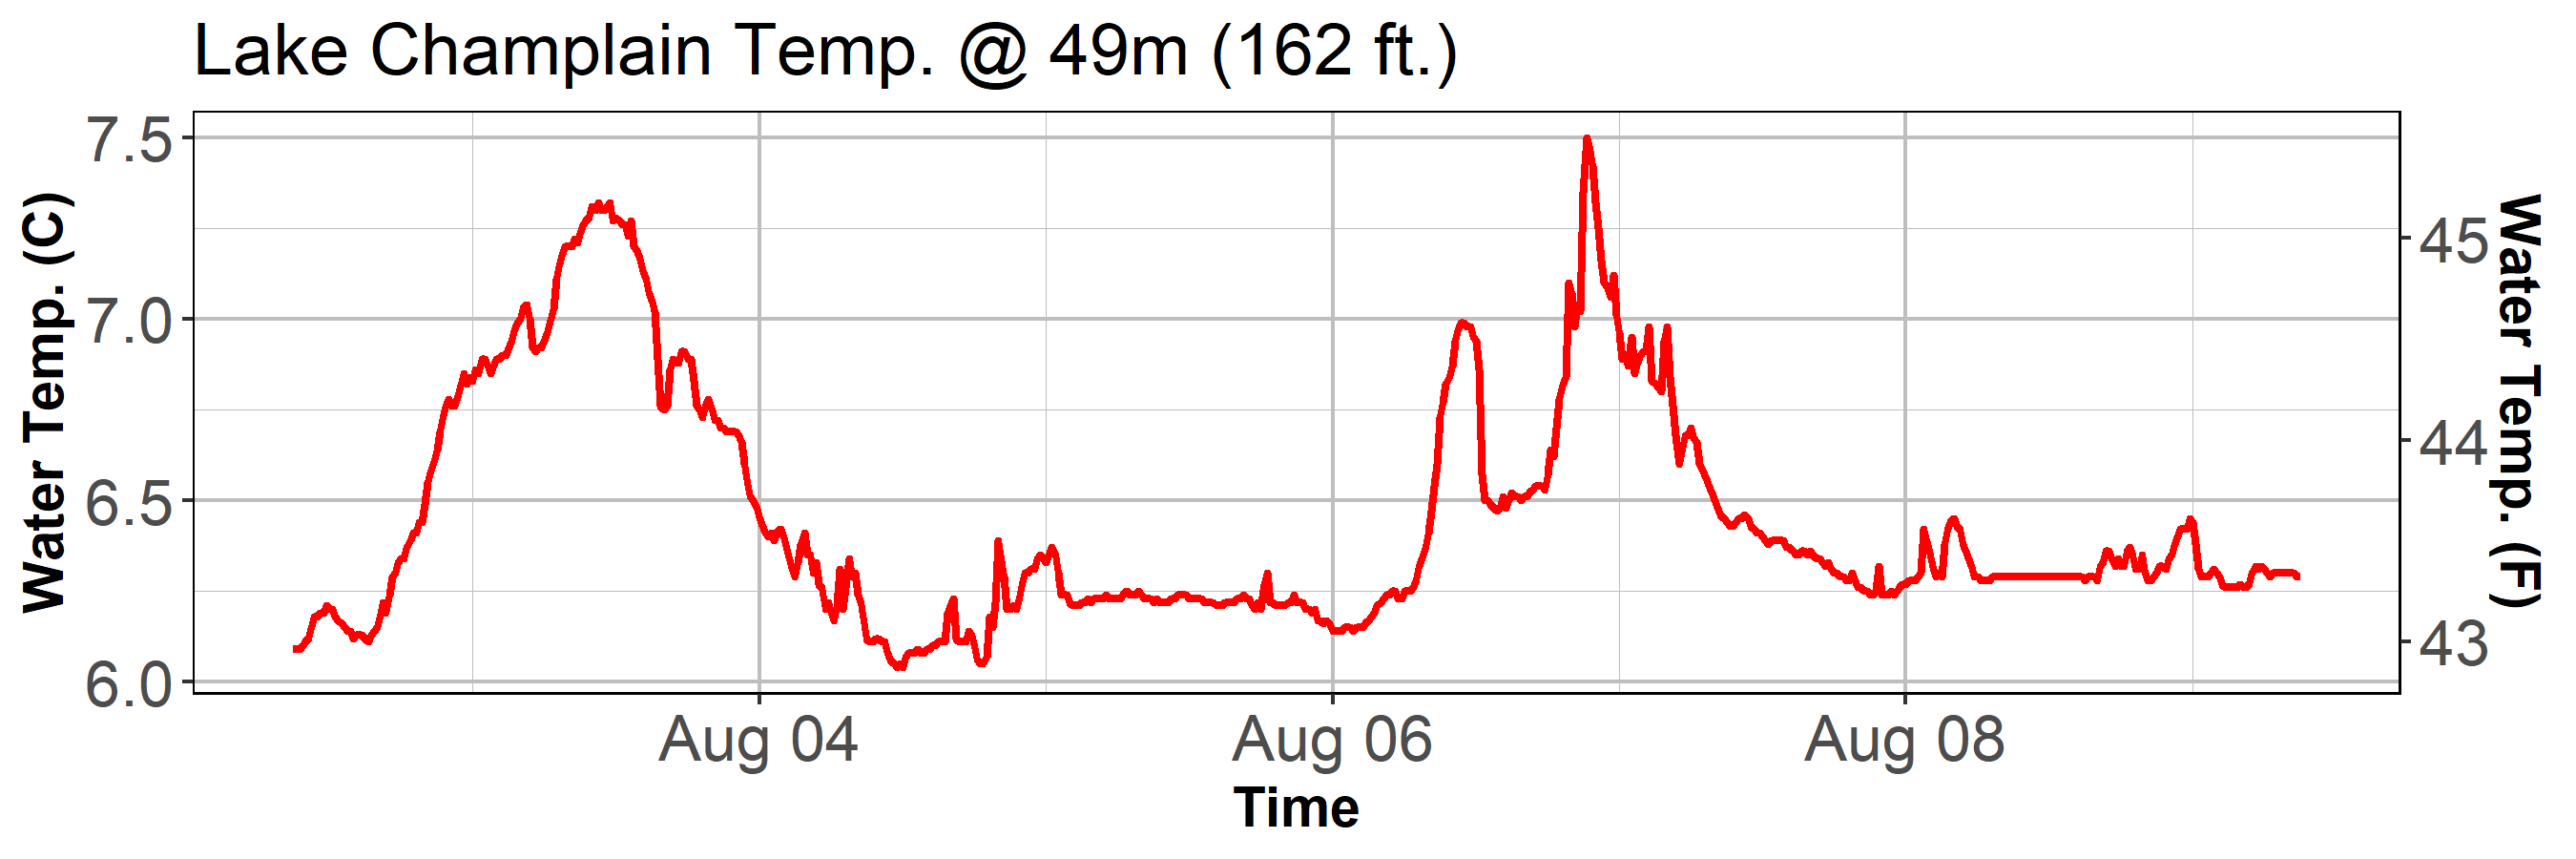 Lake Champlain Temp. @ 49m (162 ft.)
Water Temp. (C)
7.5
7.0
6.5
6.0
45
44
43
Water Temp. (F)
Aug 04 Aug 06 Aug 08
Time